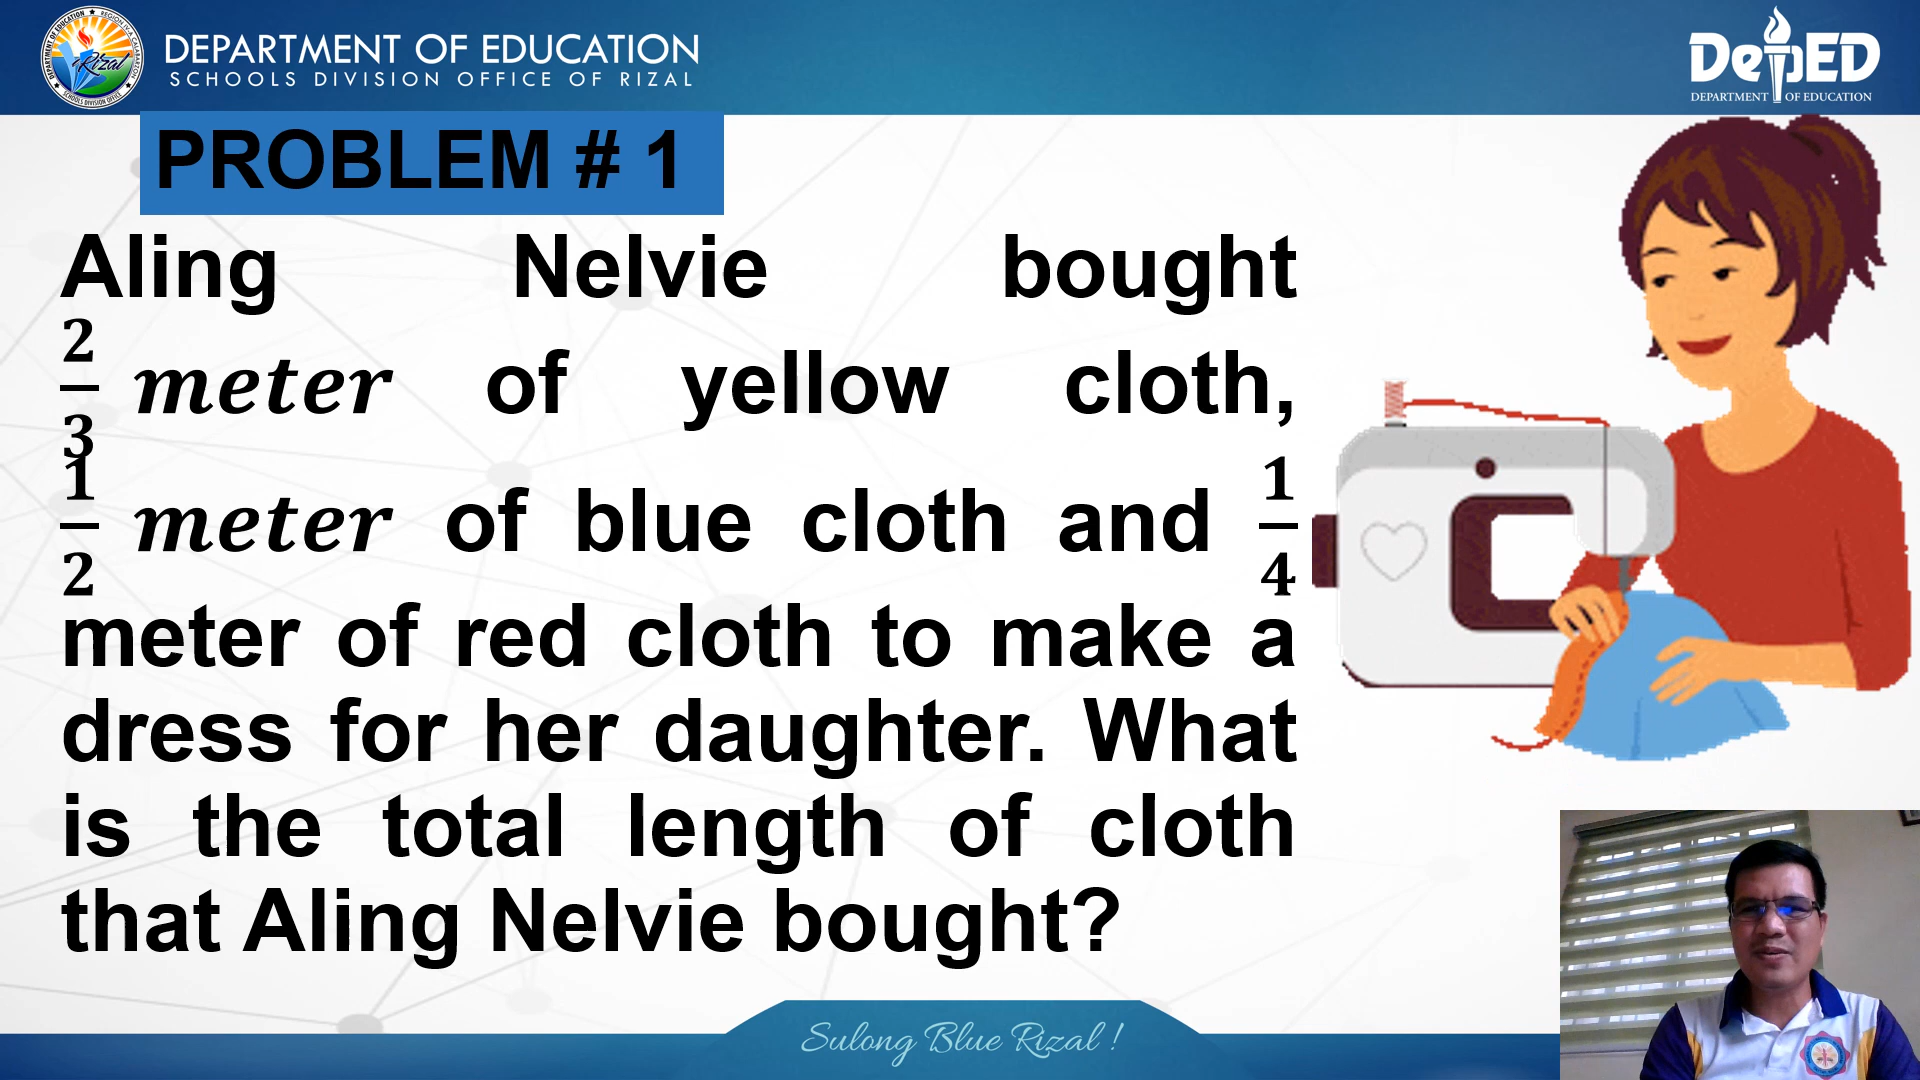 DEPARTMENT OF EDUCATION
SCHOOLS DIVISION OFFICE OF RIZAL
Rizal
DepED
DEPARTMENT OF EDUCATION
PROBLEM # 1
Aling Nelvie bought
2/3 meter of yellow cloth,
1/2 meter of blue cloth and 1/4
meter of red cloth to make a
dress for her daughter. What
is the total length of cloth
that Aling Nelvie bought?
Sulong Blue Rizal !